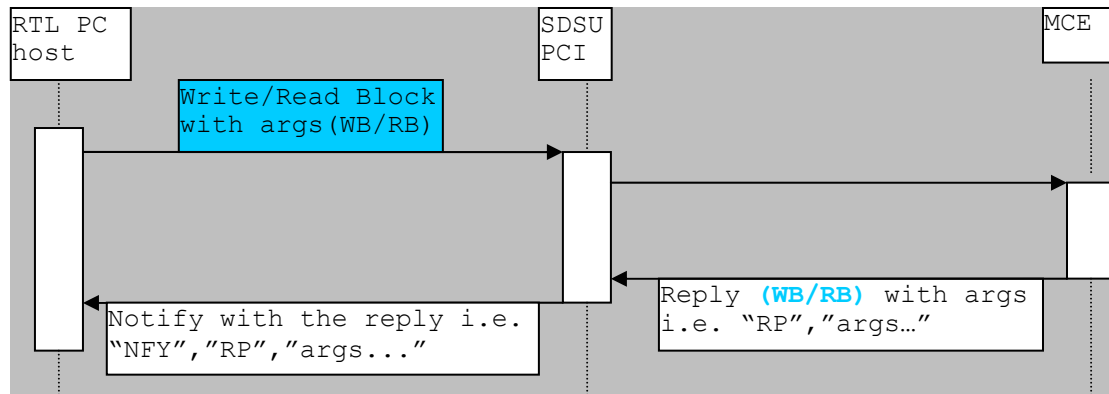 RTL PC
host
SDSU
PCI
MCE
Write/Read Block
with args(WB/RB)
Reply (WB/RB) with args
i.e. “RP”,”args…”
Notify with the reply i.e.
“NFY”,”RP”,”args...”